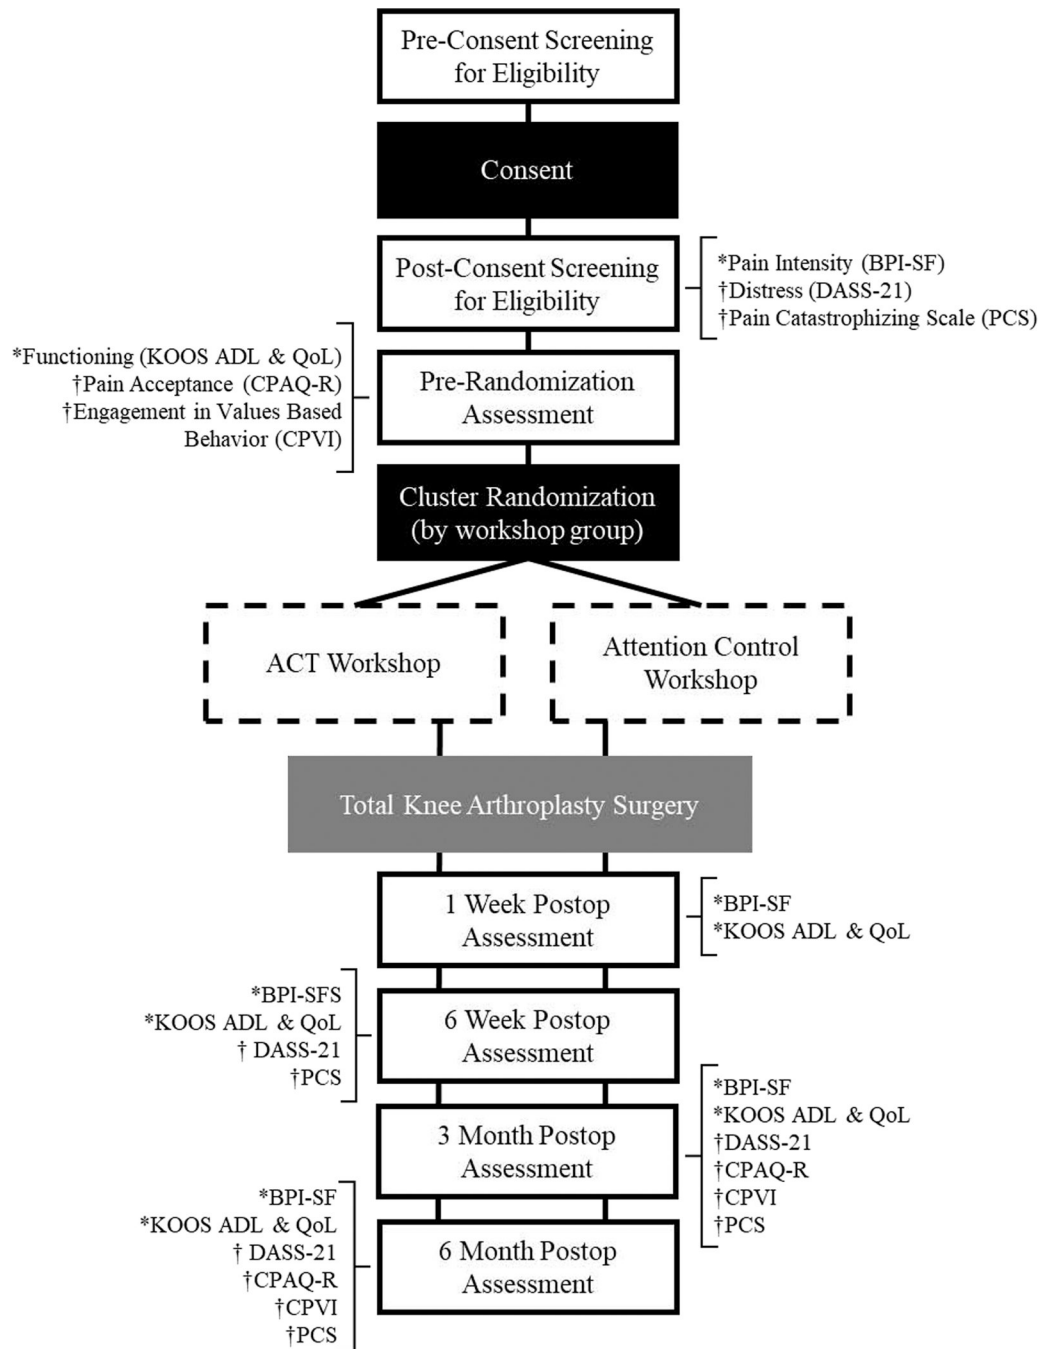 Pre-Consent Screening
for Eligibility
Consent
Post-Consent Screening
for Eligibility
*Pain Intensity (BPI-SF)
†Distress (DASS-21)
†Pain Catastrophizing Scale (PCS)
*Functioning (KOOS ADL & QoL)
†Pain Acceptance (CPAQ-R)
†Engagement in Values Based
Behavior (CPVI)
Pre-Randomization
Assessment
Cluster Randomization
(by workshop group)
ACT Workshop
Attention Control
Workshop
Total Knee Arthroplasty Surgery
1 Week Postop
Assessment
*BPI-SF
*KOOS ADL & QoL
*BPI-SFS
*KOOS ADL & QoL
† DASS-21
†PCS
6 Week Postop
Assessment
3 Month Postop
Assessment
*BPI-SF
*KOOS ADL & QoL
†DASS-21
†CPAQ-R
†CPVI
†PCS
*BPI-SF
*KOOS ADL & QoL
† DASS-21
†CPAQ-R
†CPVI
†PCS
6 Month Postop
Assessment